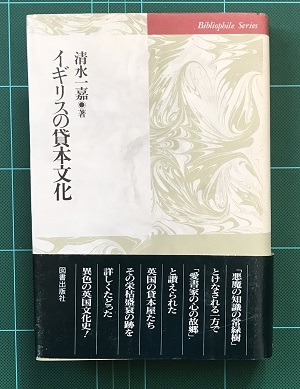 Bibliophile Series
清水一嘉●著
イギリスの貸本文化
「悪魔の知識の常緑樹」
とけなされる一方で
「愛書家の心の故郷」
と讃えられた
英国の貸本屋たち
その栄枯盛衰の跡を
詳しくたどった
異色の英国文化史！
図書出版社